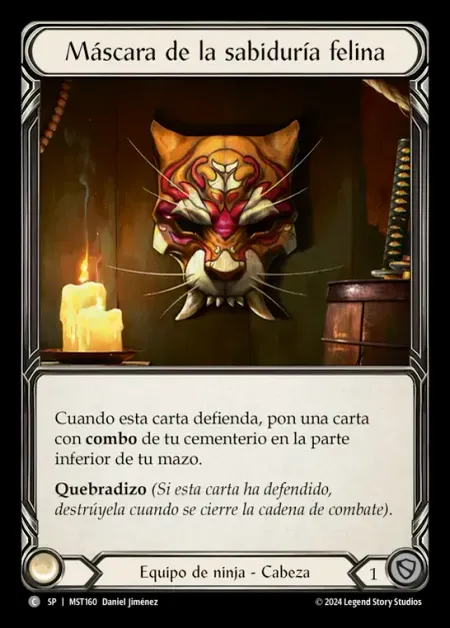 Máscara de la sabiduría felina
Cuando esta carta defienda, pon una carta
con combo de tu cementerio en la parte
inferior de tu mazo.
Quebradizo (Si esta carta ha defendido,
destrúyela cuando se cierre la cadena de combate).
Equipo de ninja - Cabeza
1
C SP | MST160 Daniel Jiménez
© 2024 Legend Story Studios